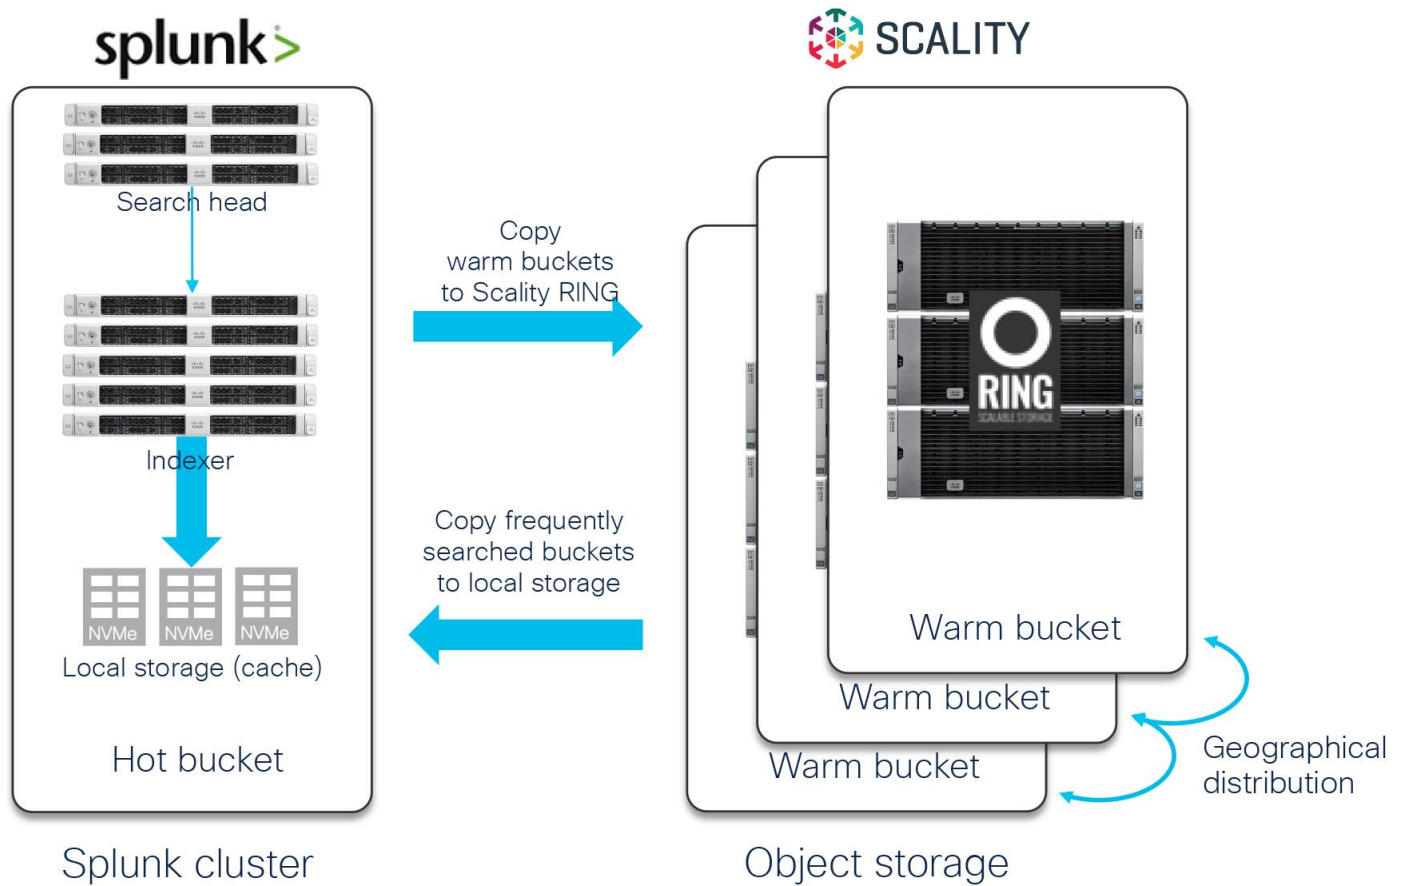 splunk>
SCALITY
Search head
Indexer
NVMe NVMe NVMe
Local storage (cache)
Hot bucket
Splunk cluster
Copy
warm buckets
to Scality RING
Copy frequently
searched buckets
to local storage
RING
SCALABLE STORAGE
Warm bucket
Warm bucket
Warm bucket
Geographical
distribution
Object storage